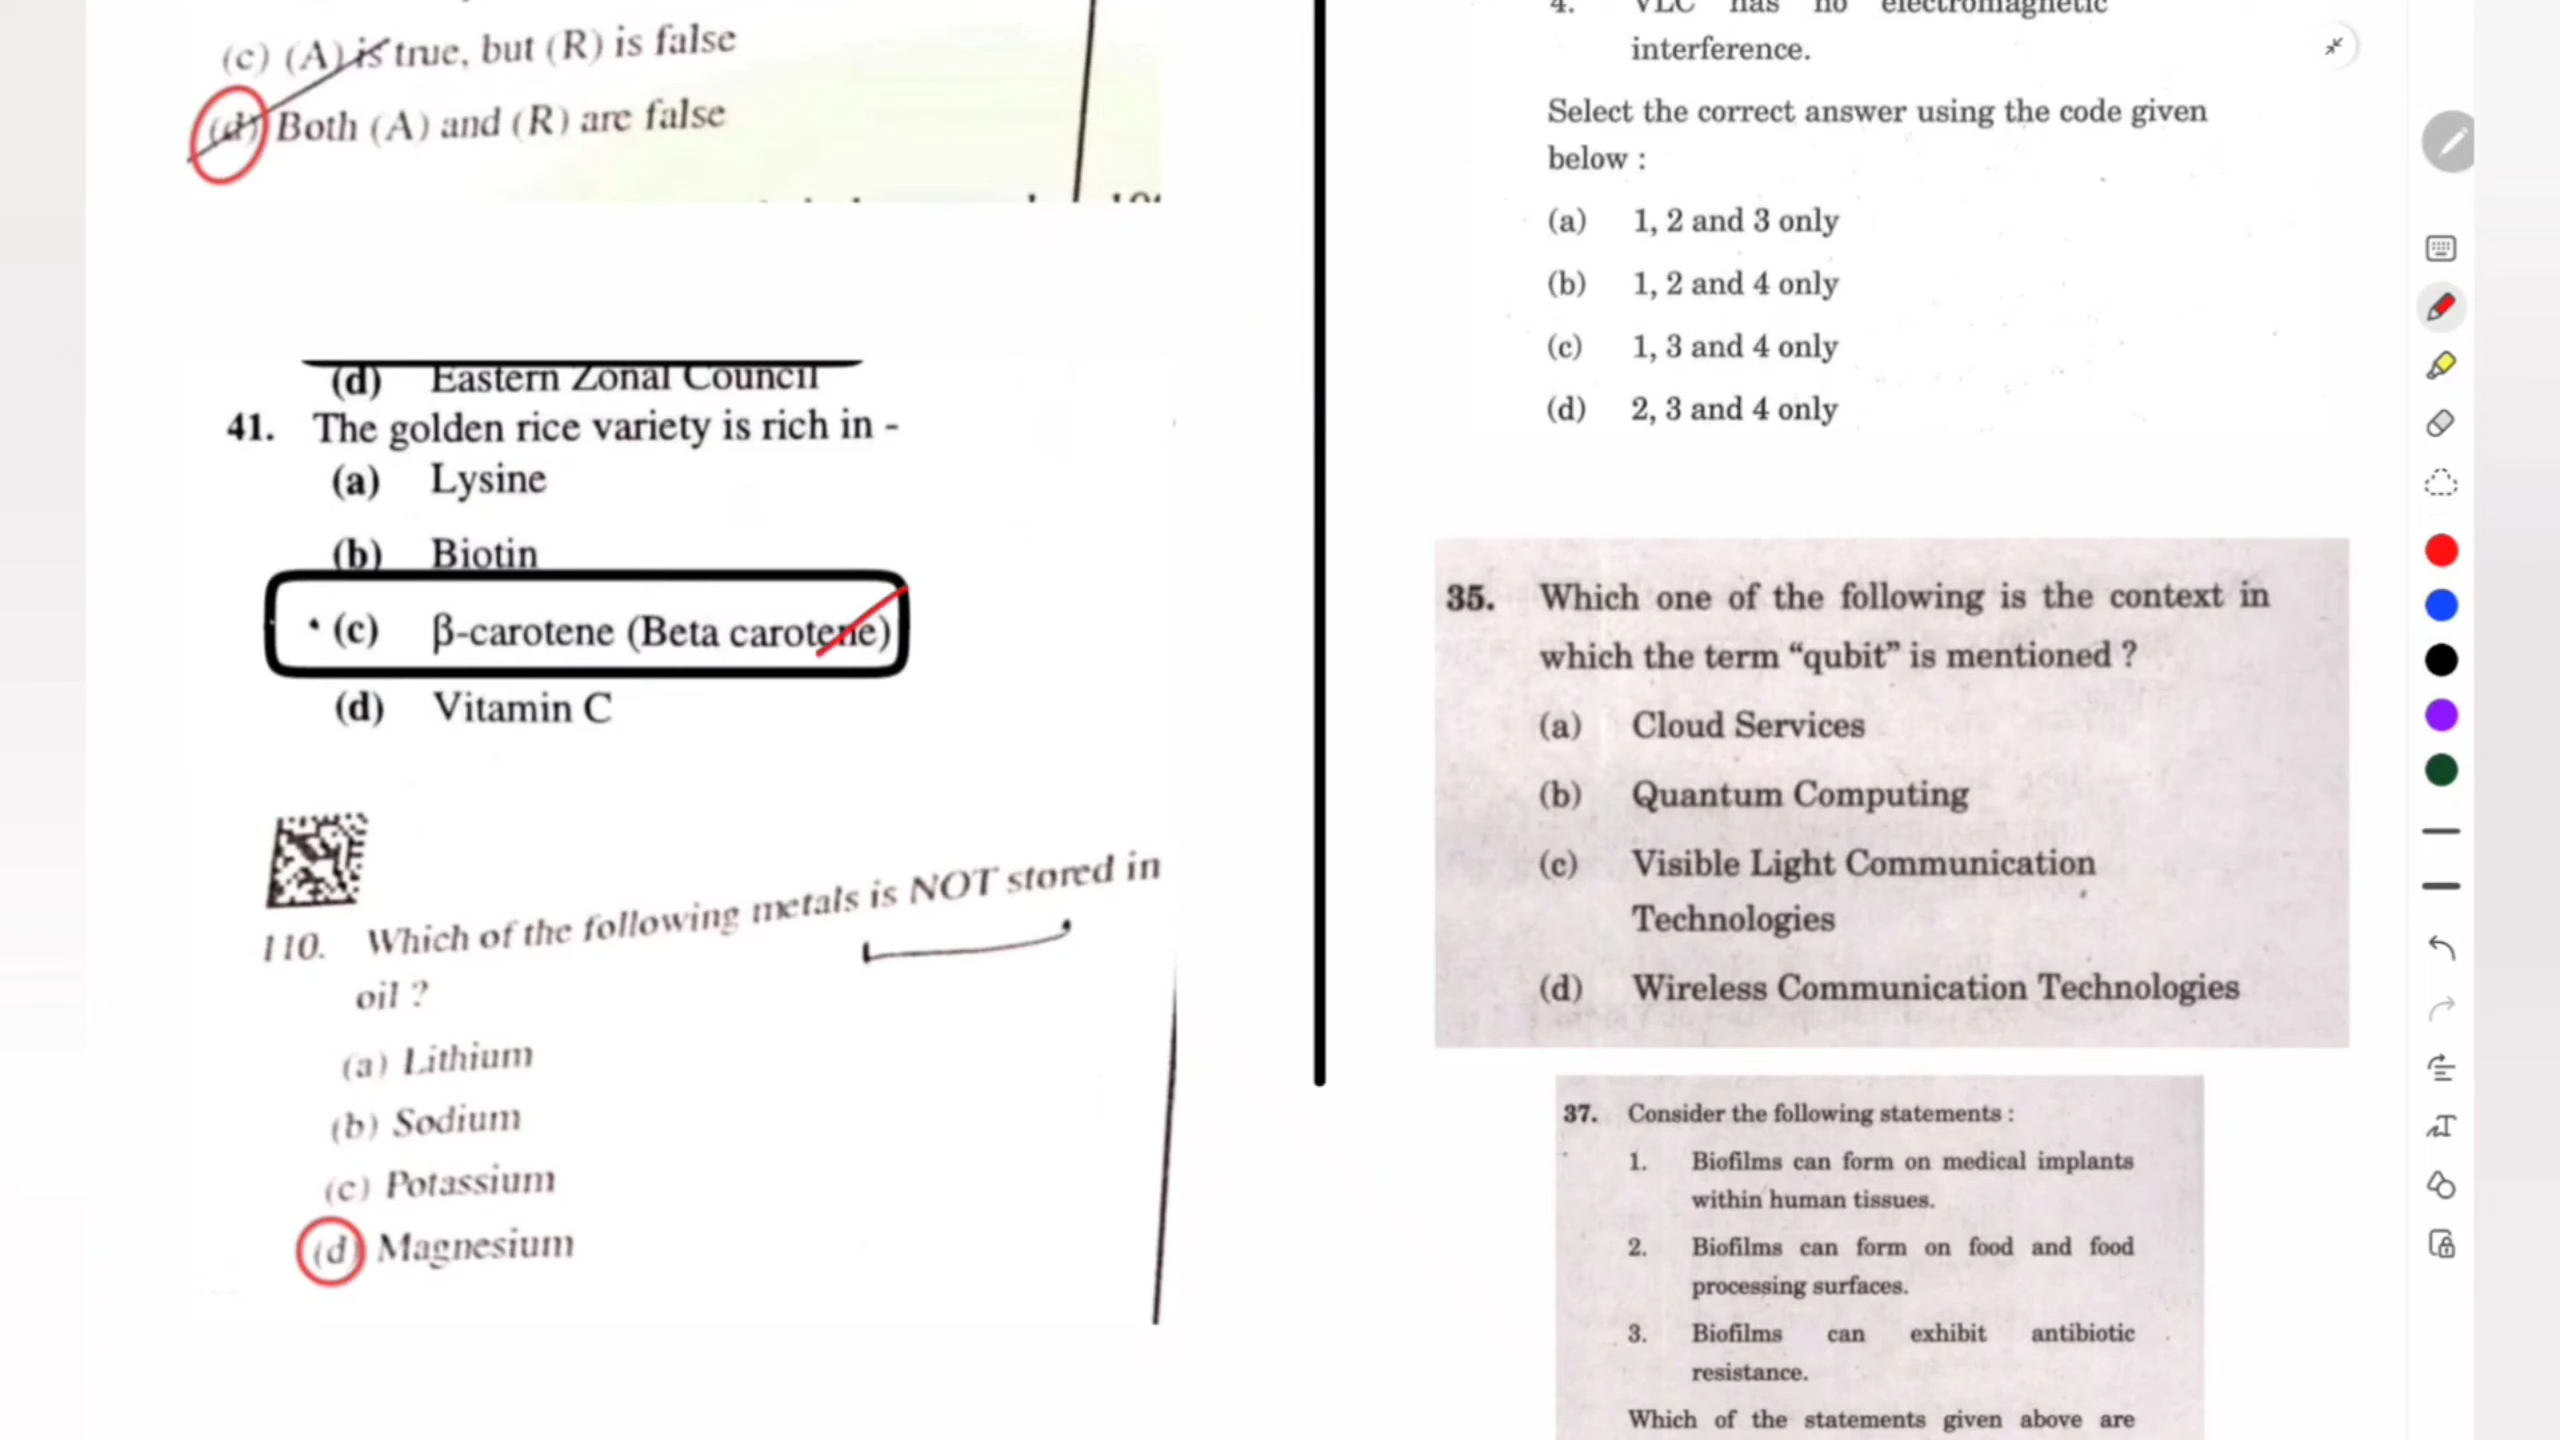 (c) (A) is true, but (R) is false
(d) Both (A) and (R) are false
(d) Eastern Zonal Council
41. The golden rice variety is rich in -
(a) Lysine
(b) Biotin
(c) β-carotene (Beta carotene)
(d) Vitamin C
110. Which of the following metals is NOT stored in
oil ?
(a) Lithium
(b) Sodium
(c) Potassium
(d) Magnesium
4. VLC has no electromagnetic
interference.
Select the correct answer using the code given
below :
(a) 1, 2 and 3 only
(b) 1, 2 and 4 only
(c) 1, 3 and 4 only
(d) 2, 3 and 4 only
35. Which one of the following is the context in
which the term “qubit” is mentioned ?
(a) Cloud Services
(b) Quantum Computing
(c) Visible Light Communication
Technologies
(d) Wireless Communication Technologies
37. Consider the following statements :
1. Biofilms can form on medical implants
within human tissues.
2. Biofilms can form on food and food
processing surfaces.
3. Biofilms can exhibit antibiotic
resistance.
Which of the statements given above are